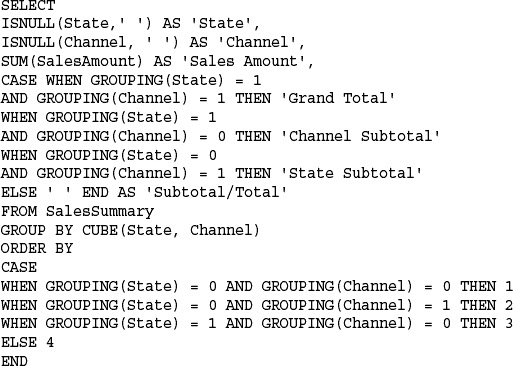 SELECT
ISNULL(State,' ') AS 'State',
ISNULL(Channel, ' ') AS 'Channel',
SUM(SalesAmount) AS 'Sales Amount',
CASE WHEN GROUPING(State) = 1
AND GROUPING(Channel) = 1 THEN 'Grand Total'
WHEN GROUPING(State) = 1
AND GROUPING(Channel) = 0 THEN 'Channel Subtotal'
WHEN GROUPING(State) = 0
AND GROUPING(Channel) = 1 THEN 'State Subtotal'
ELSE ' ' END AS 'Subtotal/Total'
FROM SalesSummary
GROUP BY CUBE(State, Channel)
ORDER BY
CASE
WHEN GROUPING(State) = 0 AND GROUPING(Channel) = 0 THEN 1
WHEN GROUPING(State) = 0 AND GROUPING(Channel) = 1 THEN 2
WHEN GROUPING(State) = 1 AND GROUPING(Channel) = 0 THEN 3
ELSE 4
END